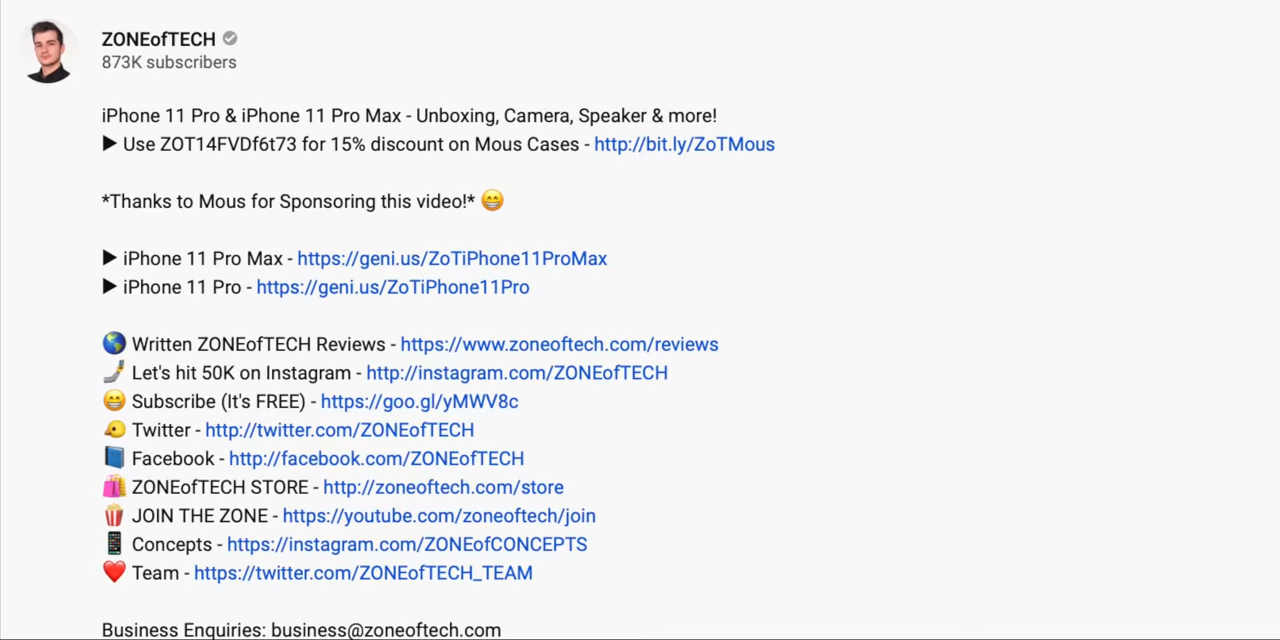 ZONEofTECH
873K subscribers
iPhone 11 Pro & iPhone 11 Pro Max - Unboxing, Camera, Speaker & more!
▶ Use ZOT14FVDf6t73 for 15% discount on Mous Cases - http://bit.ly/ZoTMous
*Thanks to Mous for Sponsoring this video!* 😁
▶ iPhone 11 Pro Max - https://geni.us/ZoTiPhone11ProMax
▶ iPhone 11 Pro - https://geni.us/ZoTiPhone11Pro
🌎 Written ZONEofTECH Reviews - https://www.zoneoftech.com/reviews
🤳 Let's hit 50K on Instagram - http://instagram.com/ZONEofTECH
😁 Subscribe (It's FREE) - https://goo.gl/yMWV8c
🐤 Twitter - http://twitter.com/ZONEofTECH
📘 Facebook - http://facebook.com/ZONEofTECH
🛍 ZONEofTECH STORE - http://zoneoftech.com/store
🍿 JOIN THE ZONE - https://youtube.com/zoneoftech/join
📱 Concepts - https://instagram.com/ZONEofCONCEPTS
❤️ Team - https://twitter.com/ZONEofTECH_TEAM
Business Enquiries: business@zoneoftech.com